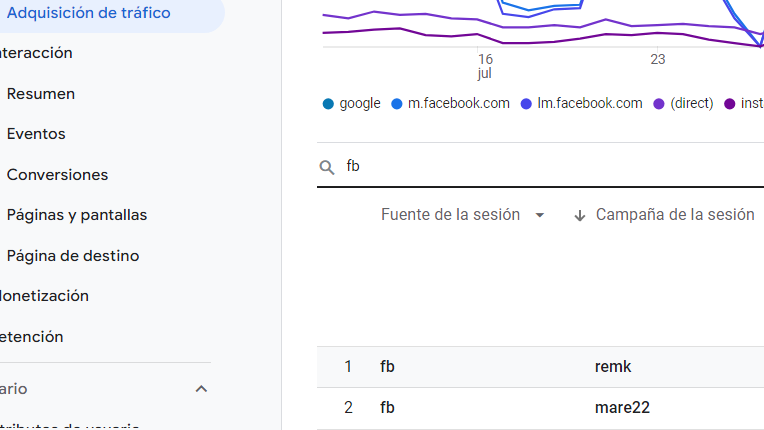 Adquisición de tráfico
nteracción
Resumen
Eventos
Conversiones
Páginas y pantallas
Página de destino
onetización
etención
ario
16
jul
23
google
m.facebook.com
lm.facebook.com
(direct)
inst
fb
Fuente de la sesión
Campaña de la sesión
1 fb remk
2 fb mare22